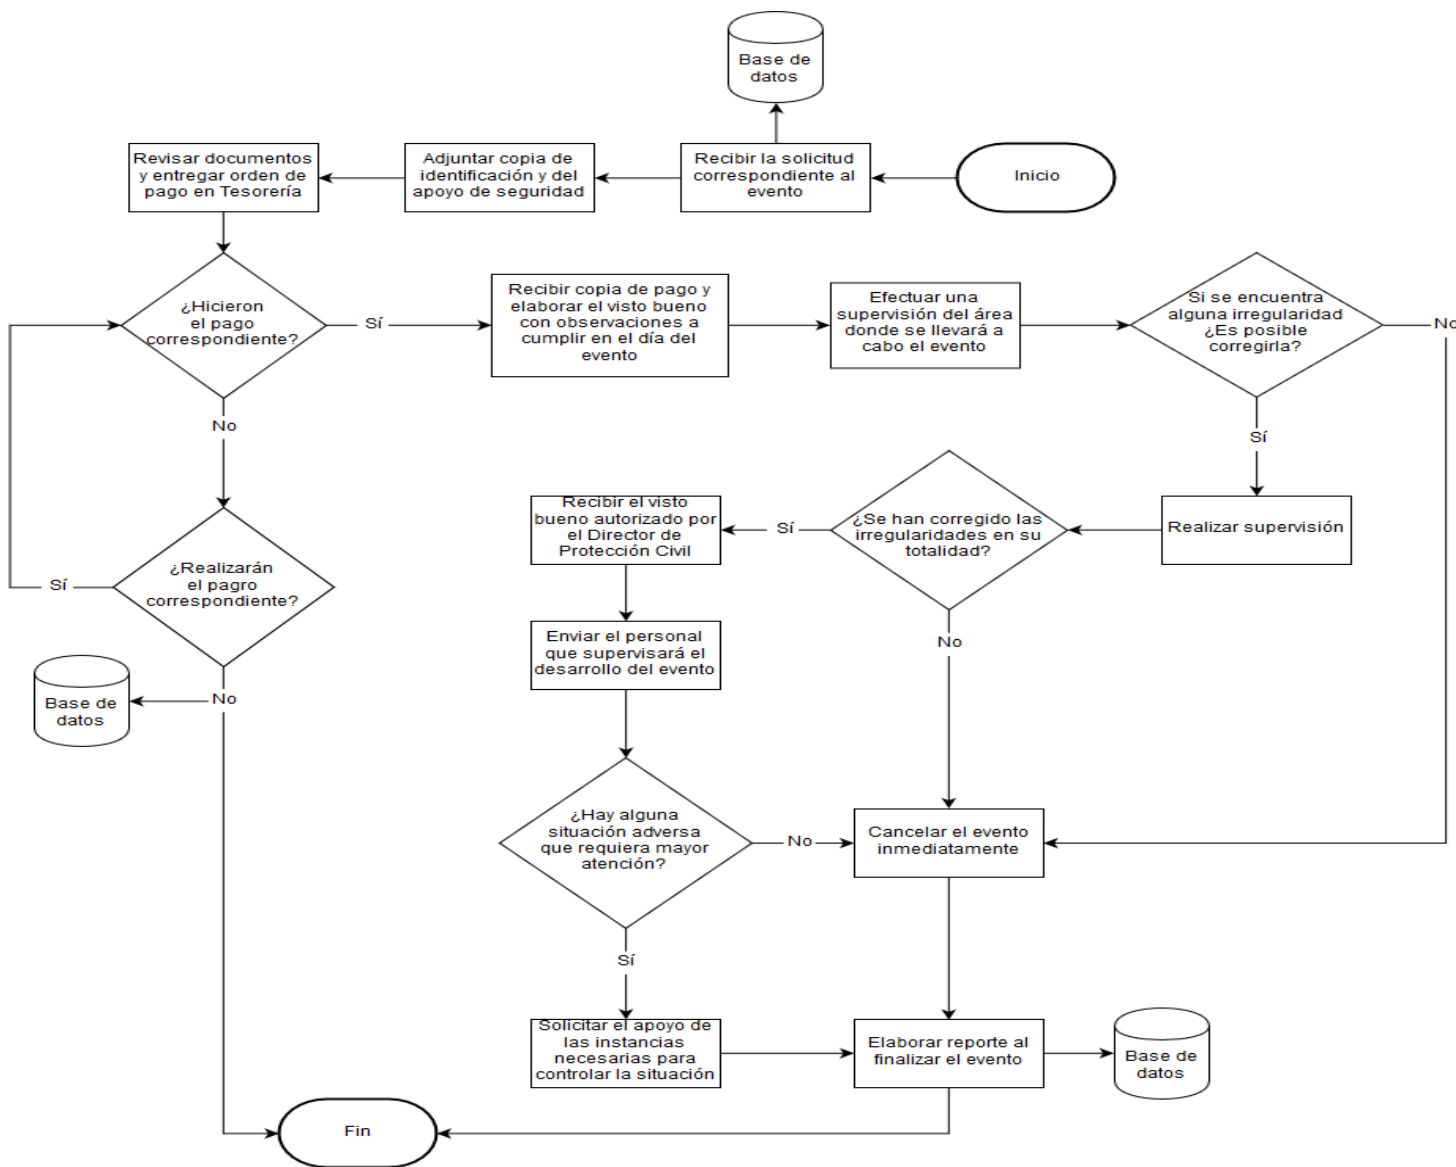 Base de
datos
Inicio
Recibir la solicitud
correspondiente al
evento
Adjuntar copia de
identificación y del
apoyo de seguridad
Revisar documentos
y entregar orden de
pago en Tesorería
¿Hicieron
el pago
correspondiente?
Sí
No
Recibir copia de pago y
elaborar el visto bueno
con observaciones a
cumplir en el día del
evento
Efectuar una
supervisión del área
donde se llevará a
cabo el evento
Si se encuentra
alguna irregularidad
¿Es posible
corregirla?
No
Sí
Realizar supervisión
¿Se han corregido las
irregularidades en su
totalidad?
Sí
No
Recibir el visto
bueno autorizado por
el Director de
Protección Civil
¿Realizarán
el pagro
correspondiente?
Sí
No
Base de
datos
Enviar el personal
que supervisará el
desarrollo del evento
¿Hay alguna
situación adversa
que requiera mayor
atención?
No
Sí
Cancelar el evento
inmediatamente
Solicitar el apoyo de
las instancias
necesarias para
controlar la situación
Elaborar reporte al
finalizar el evento
Base de
datos
Fin